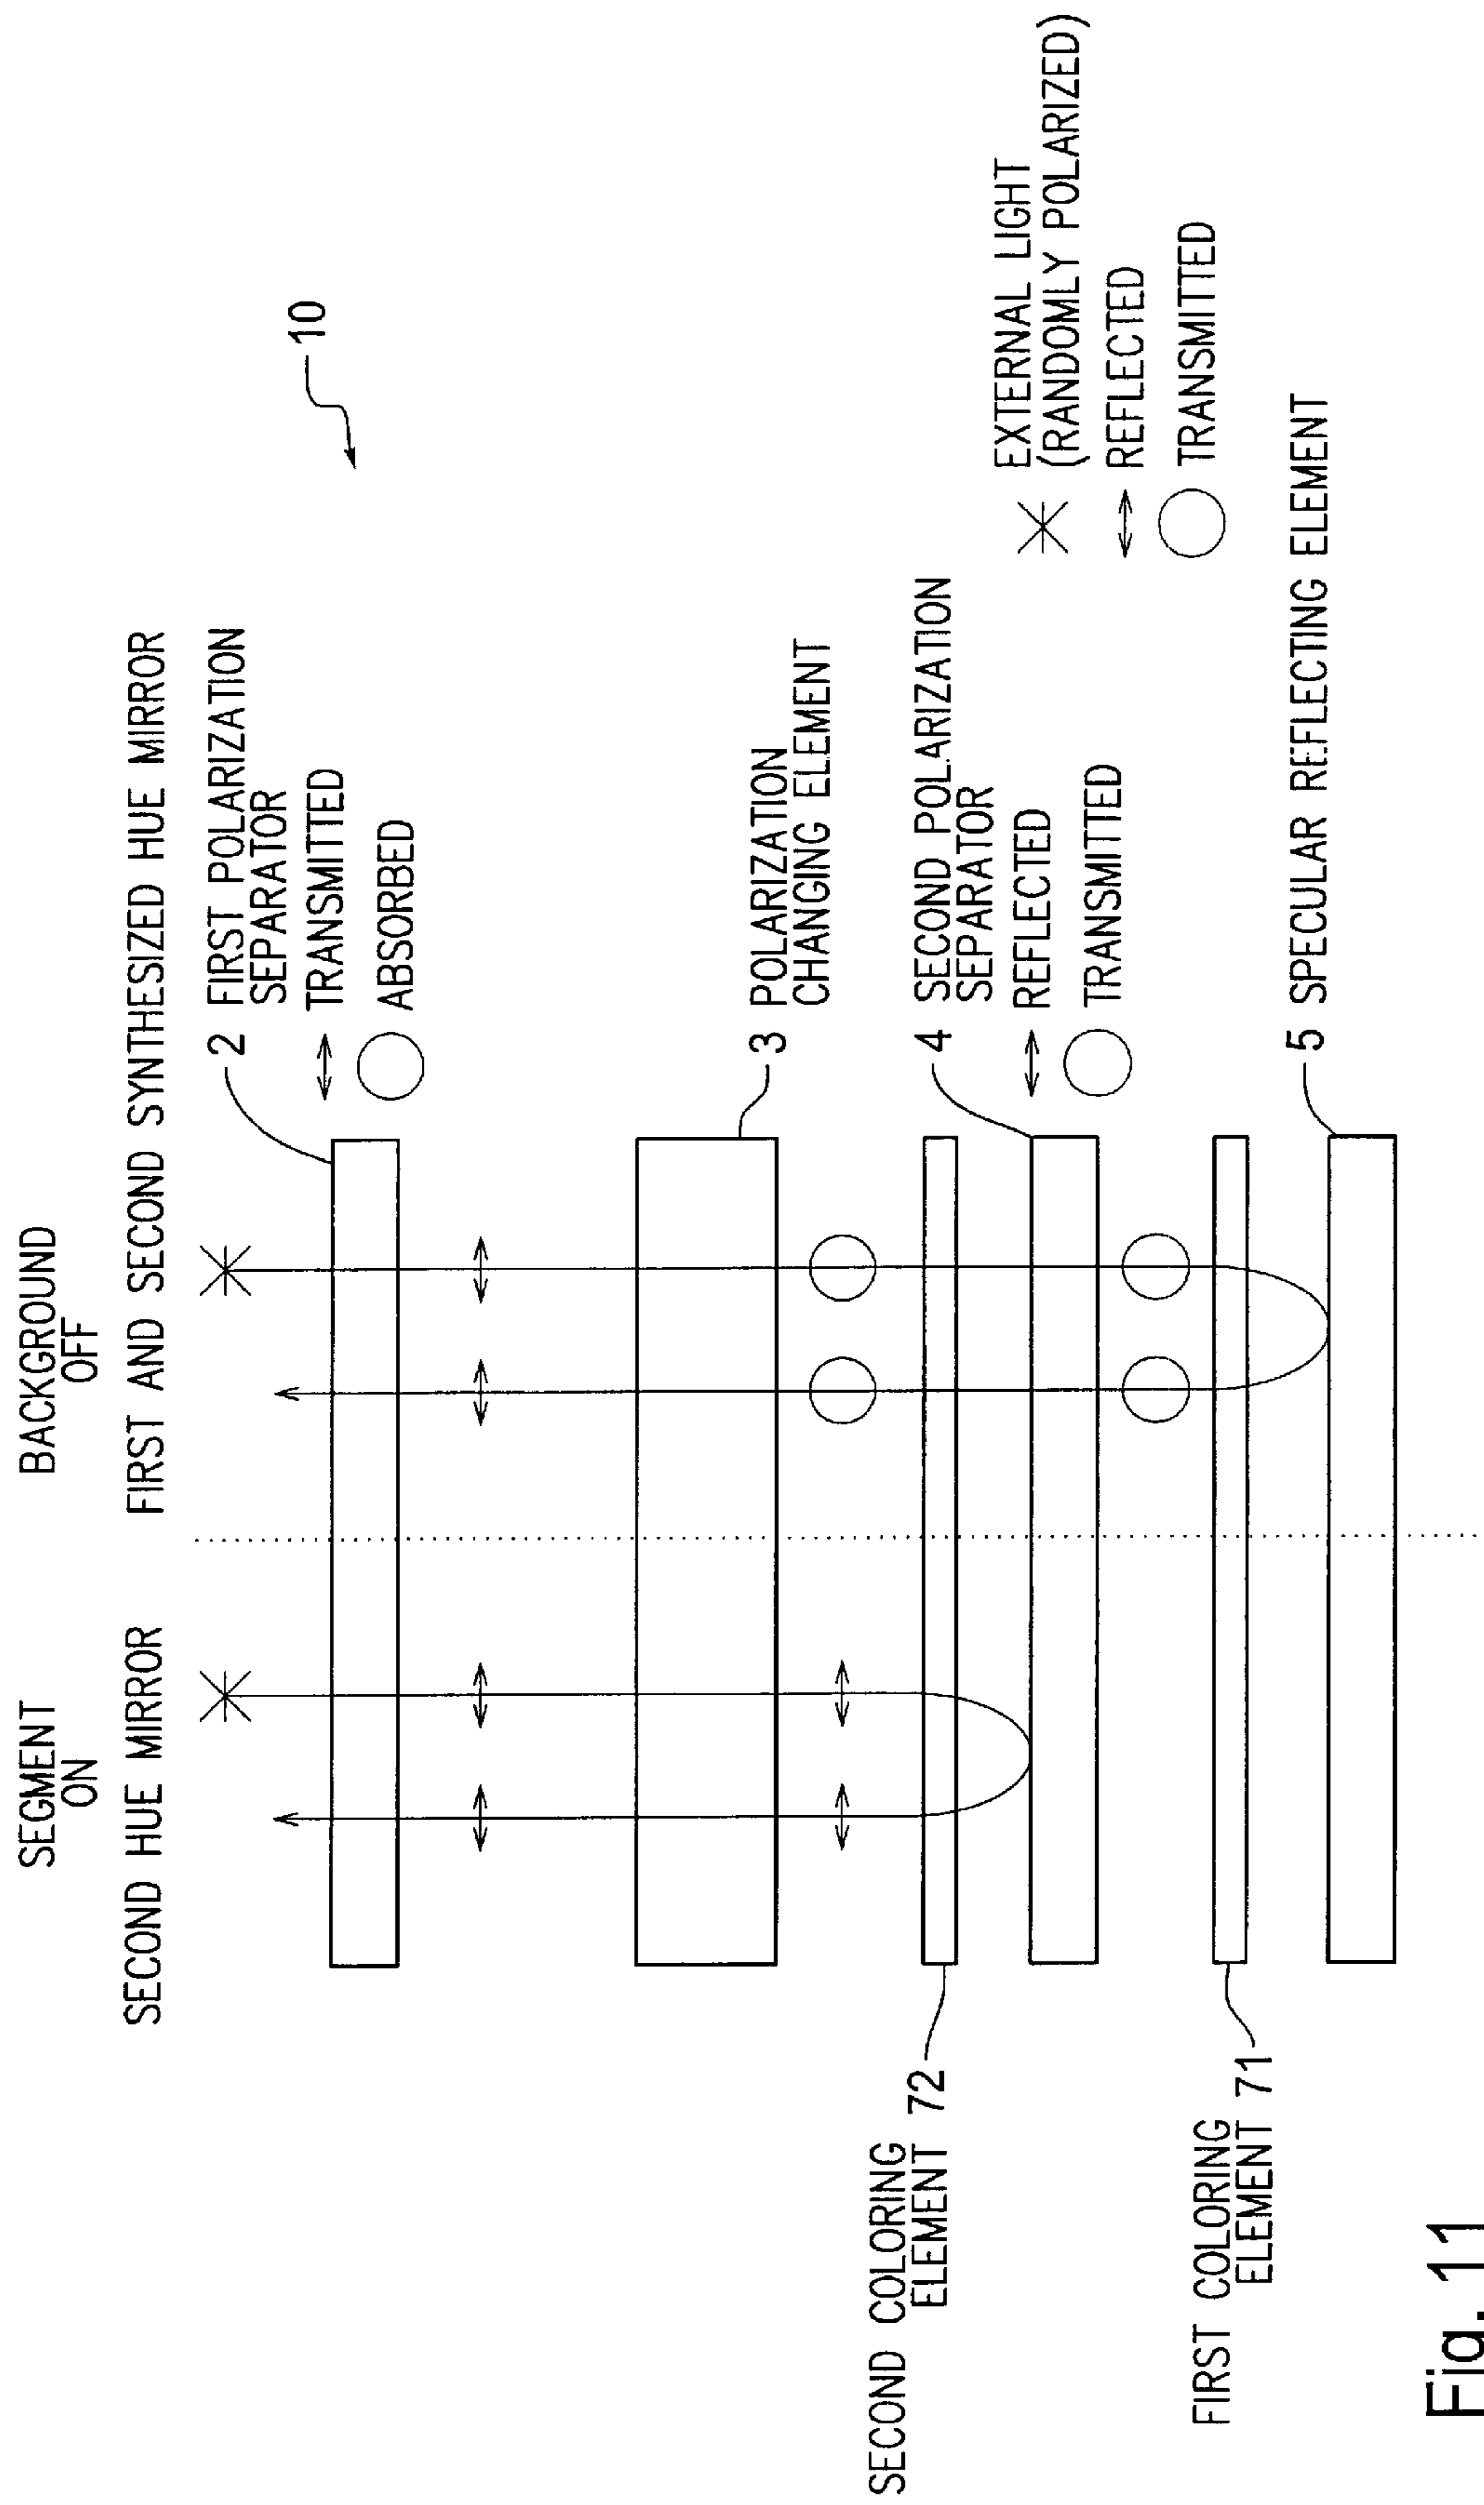 SEGMENT
ON
BACKGROUND
OFF
SECOND HUE MIRROR
FIRST AND SECOND SYNTHESIZED HUE MIRROR
10
2 FIRST POLARIZATION
SEPARATOR
TRANSMITTED
ABSORBED
3 POLARIZATION
CHANGING ELEMENT
SECOND COLORING
ELEMENT 72
4 SECOND POLARIZATION
SEPARATOR
REFLECTED
TRANSMITTED
EXTERNAL LIGHT
(RANDOMLY POLARIZED)
REFLECTED
TRANSMITTED
FIRST COLORING
ELEMENT 71
5 SPECULAR REFLECTING ELEMENT
Fig. 11